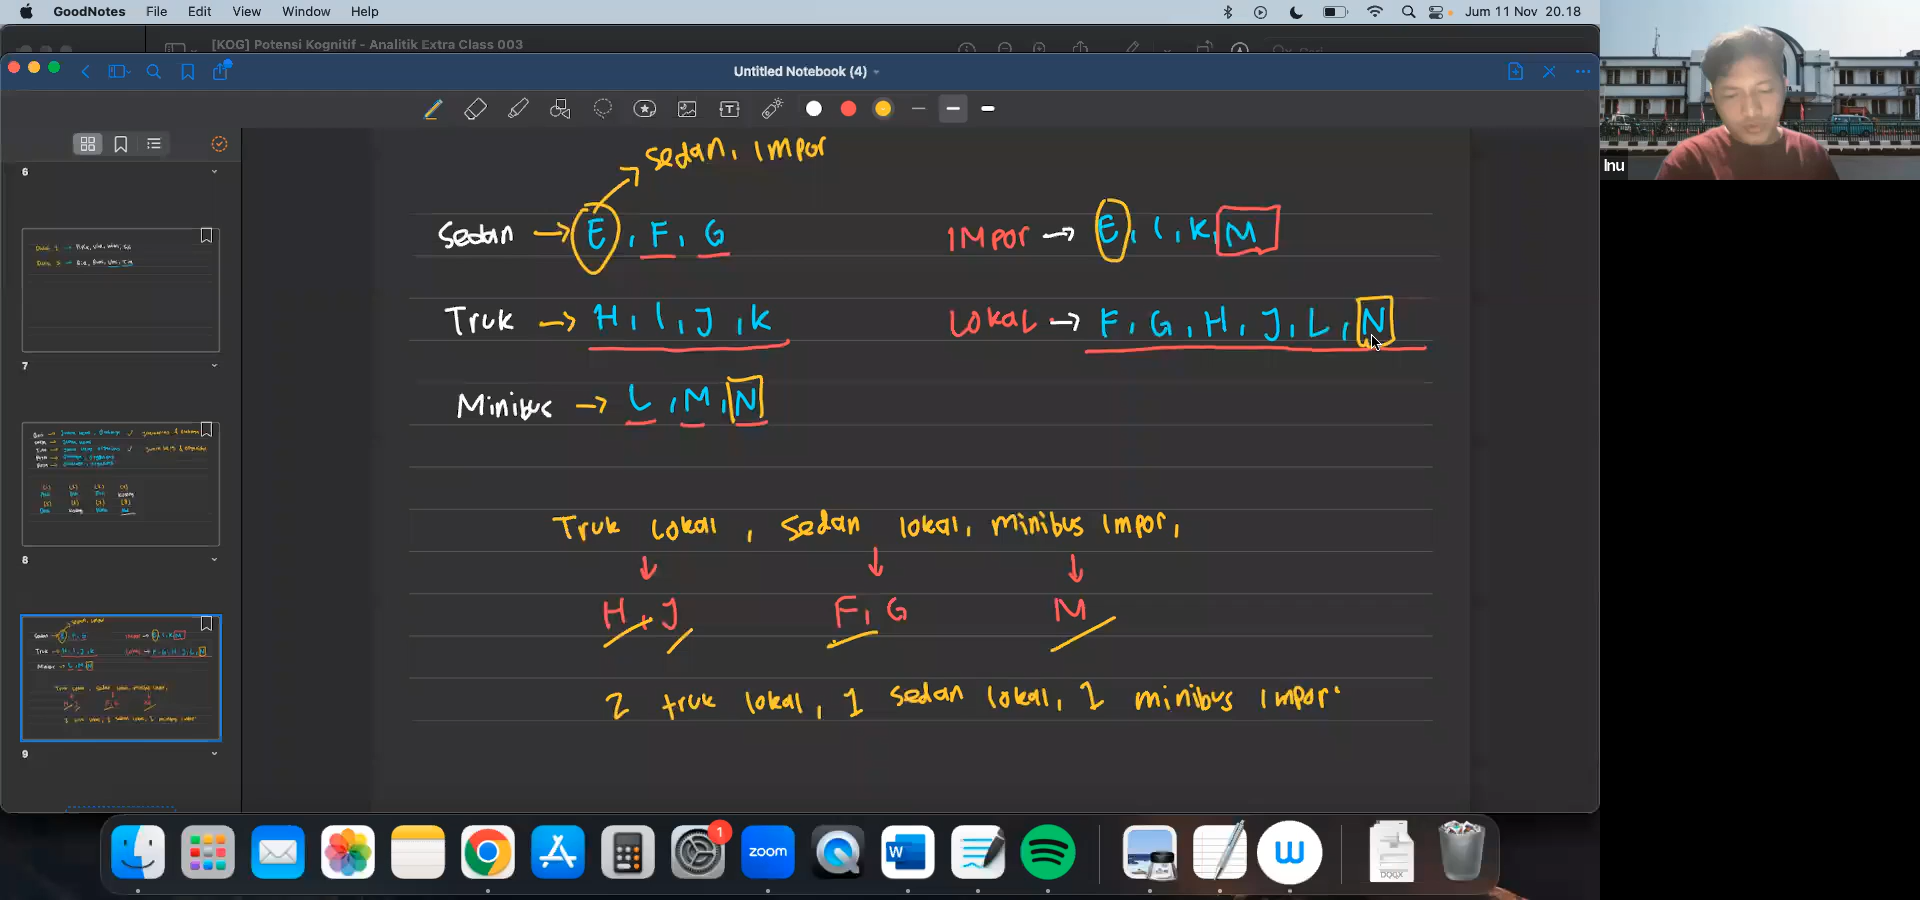 GoodNotes File Edit View Window Help Jum 11 Nov 20.18
[KOG] Potensi Kognitif - Analitik Extra Class 003
Untitled Notebook (4)
sedan, impor
Sedan → E, F, G
IMPOR → E, I, K, M
Truk → H, I, J, K
LOKAL → F, G, H, J, L, N
Minibus → L, M, N
Truk lokal, sedan lokal, minibus impor,
H, J F, G M
2 truk lokal, 1 sedan lokal, 1 minibus impor
6
7
8
9
Inu
1
zoom
W
DOQX